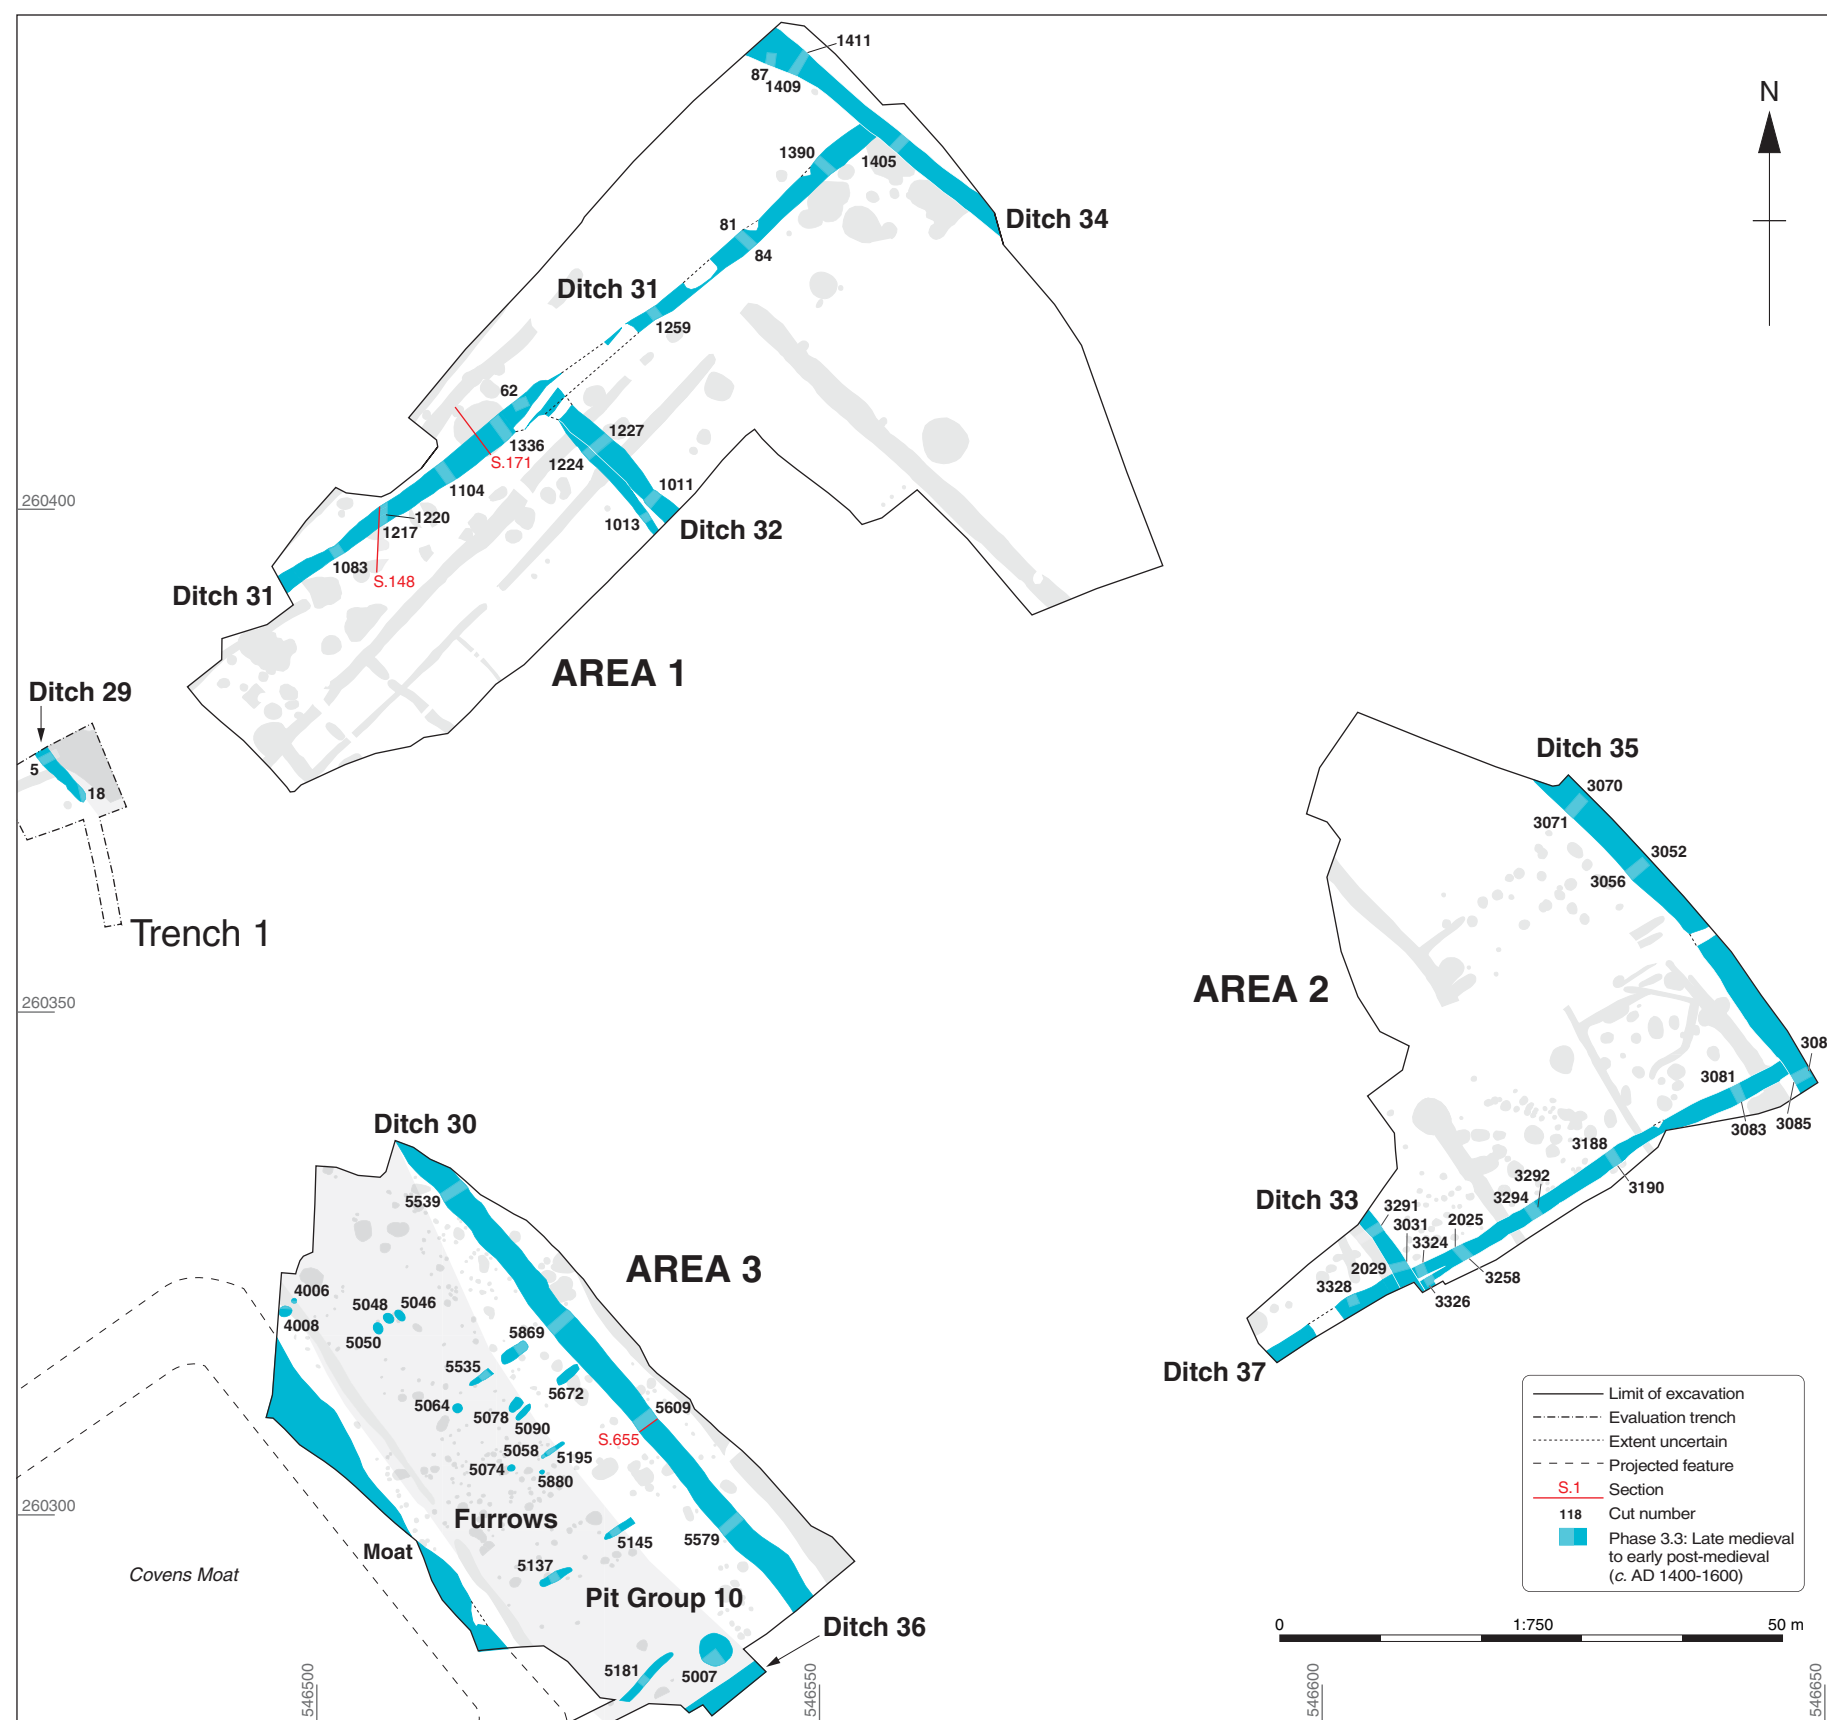 1411
87
1409
N
1390
1405
81
84
Ditch 34
Ditch 31
1259
62
1336
S.171
1227
1224
1104
1011
260400
1220
1217
1013
Ditch 32
1083
S.148
Ditch 31
AREA 1
Ditch 29
5
18
Trench 1
Ditch 35
3070
3071
3052
3056
AREA 2
260350
308
3081
3083
3085
3188
3190
3292
3294
Ditch 33
3291
3031
2025
3324
2029
3258
3328
3326
Ditch 37
Ditch 30
5539
AREA 3
4006
4008
5048
5046
5050
5869
5535
5672
5064
5078
5090
5609
S.655
5058
5195
5074
5880
260300
Furrows
5145
5579
Moat
5137
Covens Moat
Pit Group 10
Ditch 36
5181
5007
Limit of excavation
Evaluation trench
Extent uncertain
Projected feature
S.1 Section
118 Cut number
Phase 3.3: Late medieval
to early post-medieval
(c. AD 1400-1600)
0 1:750 50 m
546500
546550
546600
546650